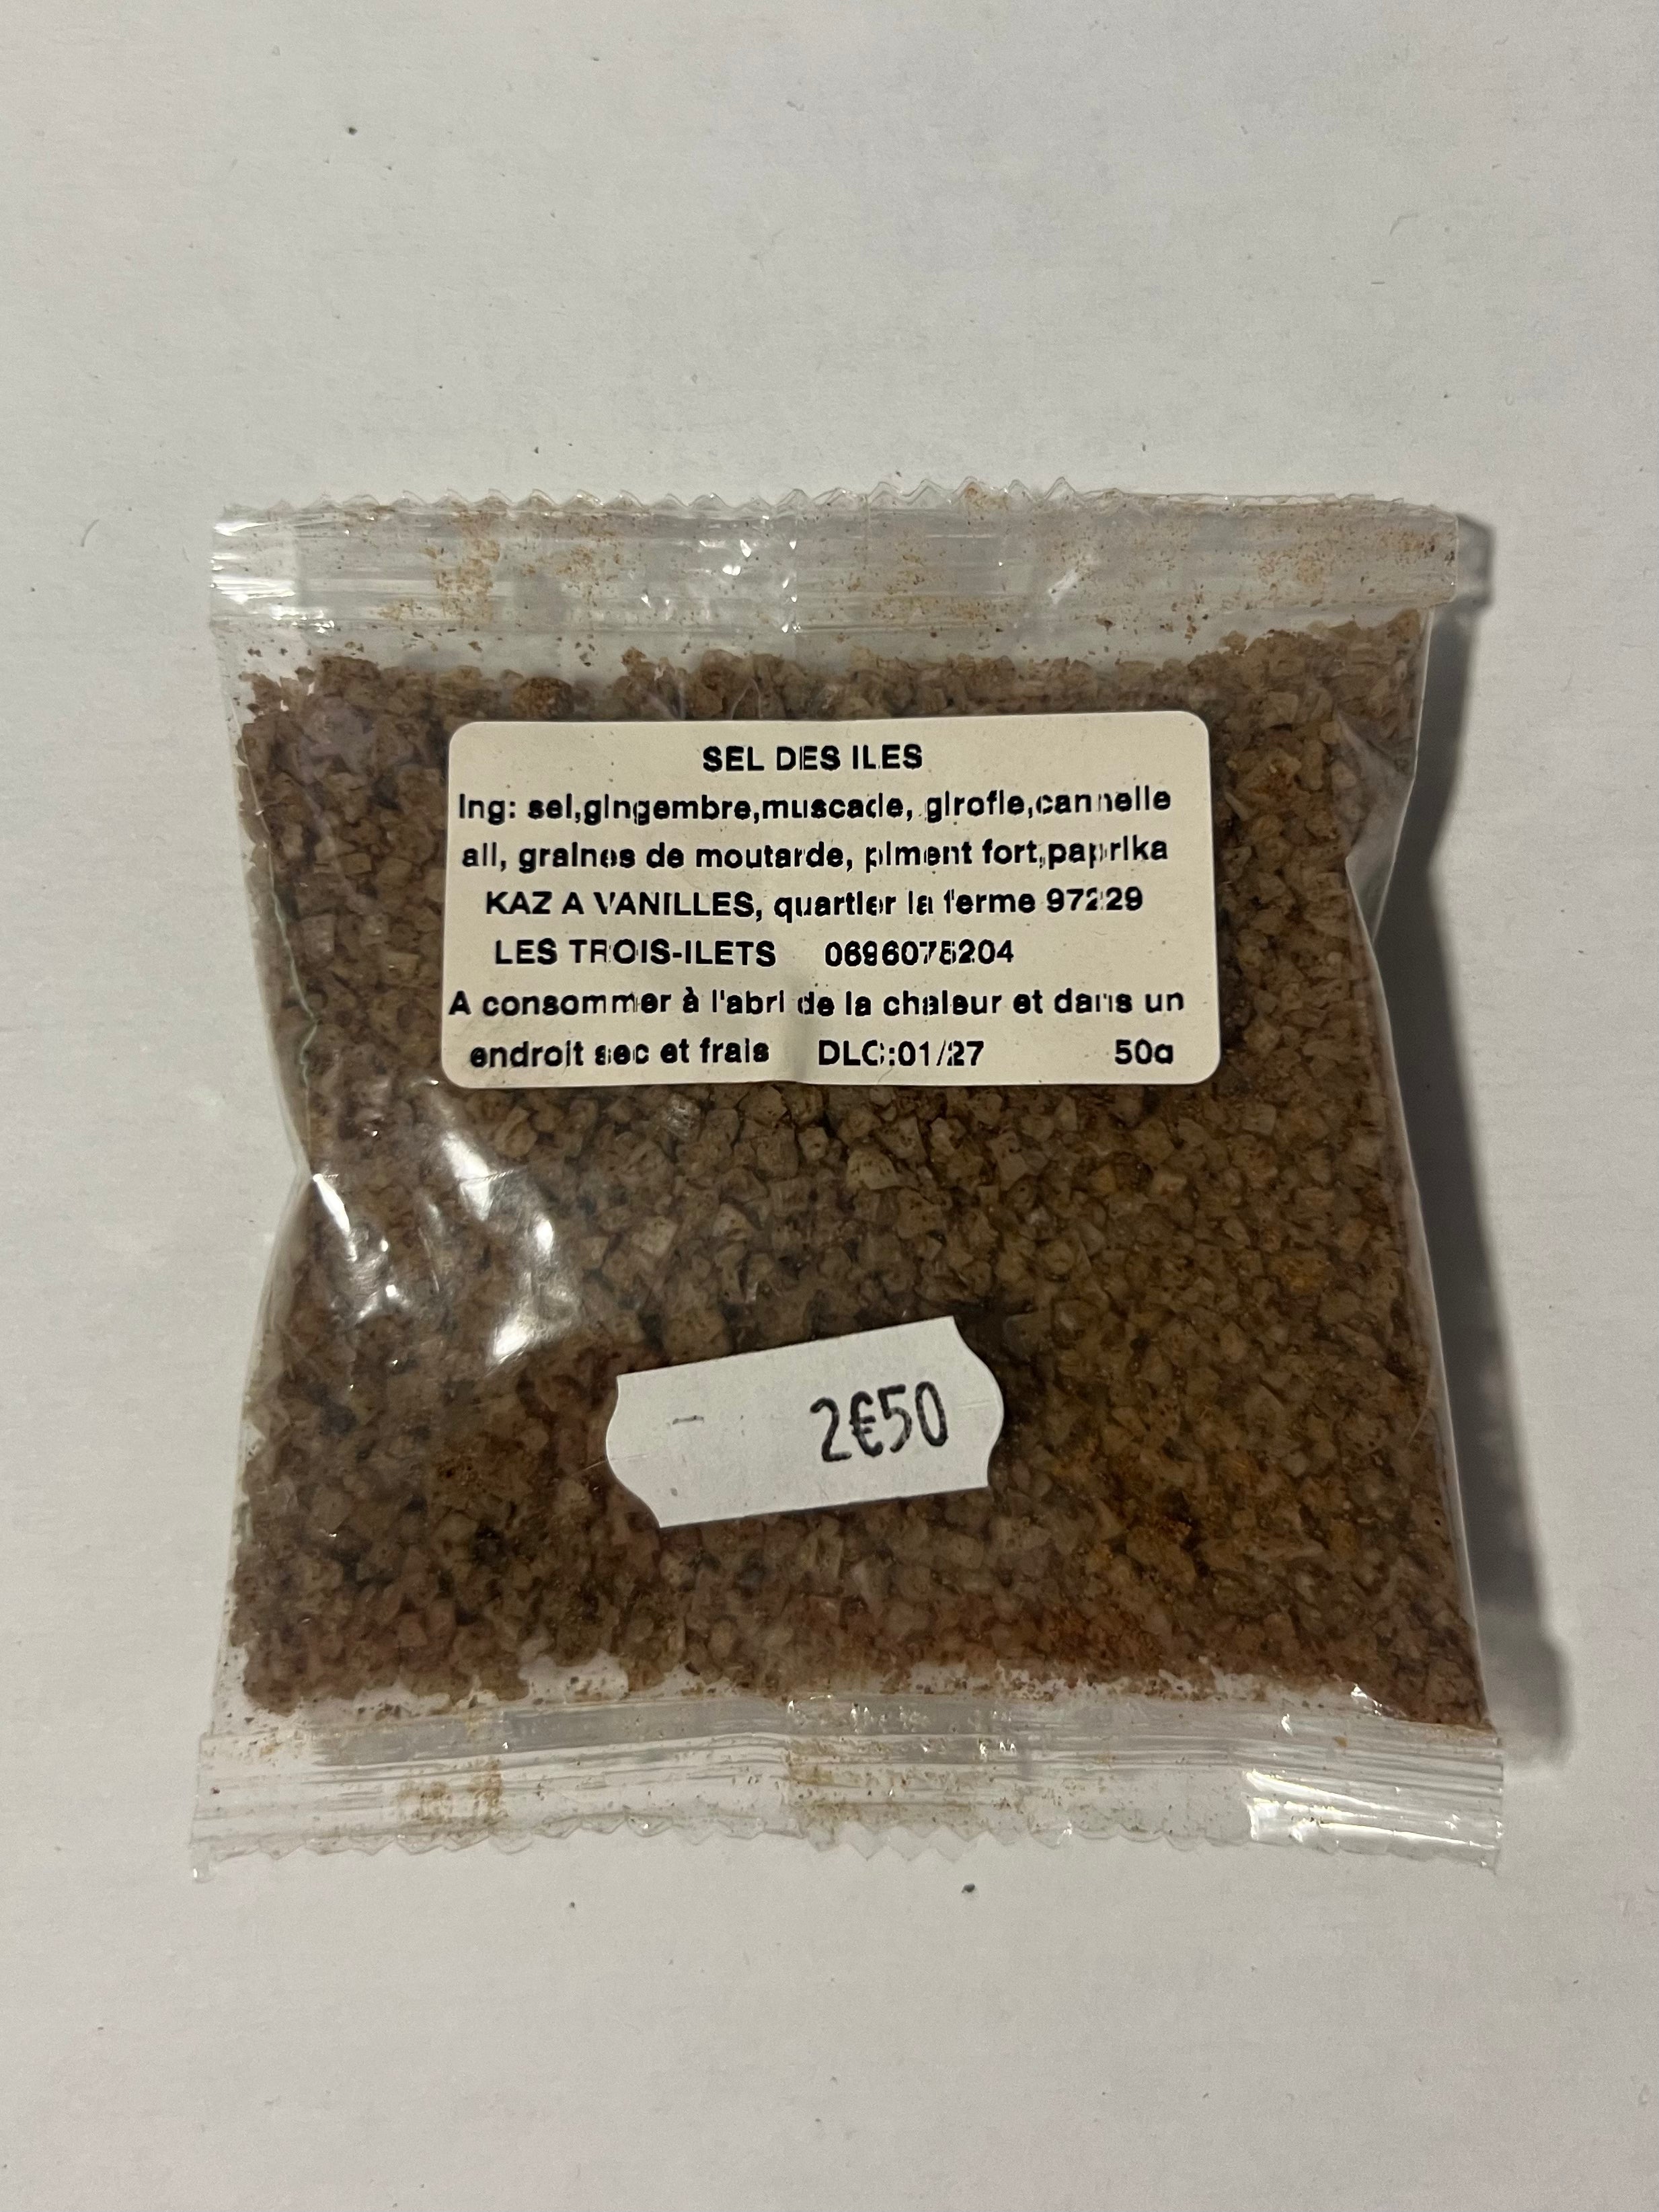 SEL DES ILES
Ing: sel,gingembre,muscade, girofle,cannelle
ail, graines de moutarde, piment fort,paprika
KAZ A VANILLES, quartier la ferme 97229
LES TROIS-ILETS
A consommer à l'abri de la chaleur et dans un
endroit sec et frais DLC:01/27 50g
2€50